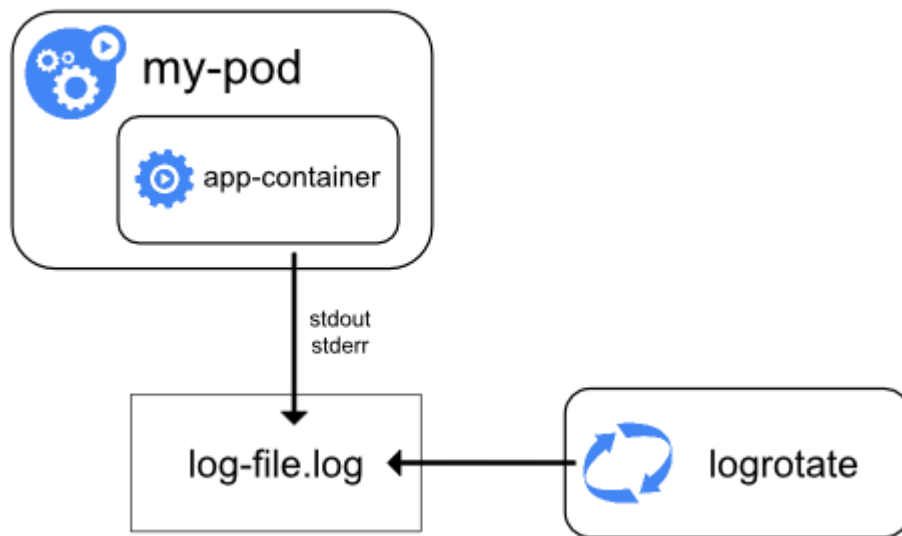 my-pod
app-container
stdout
stderr
log-file.log
logrotate